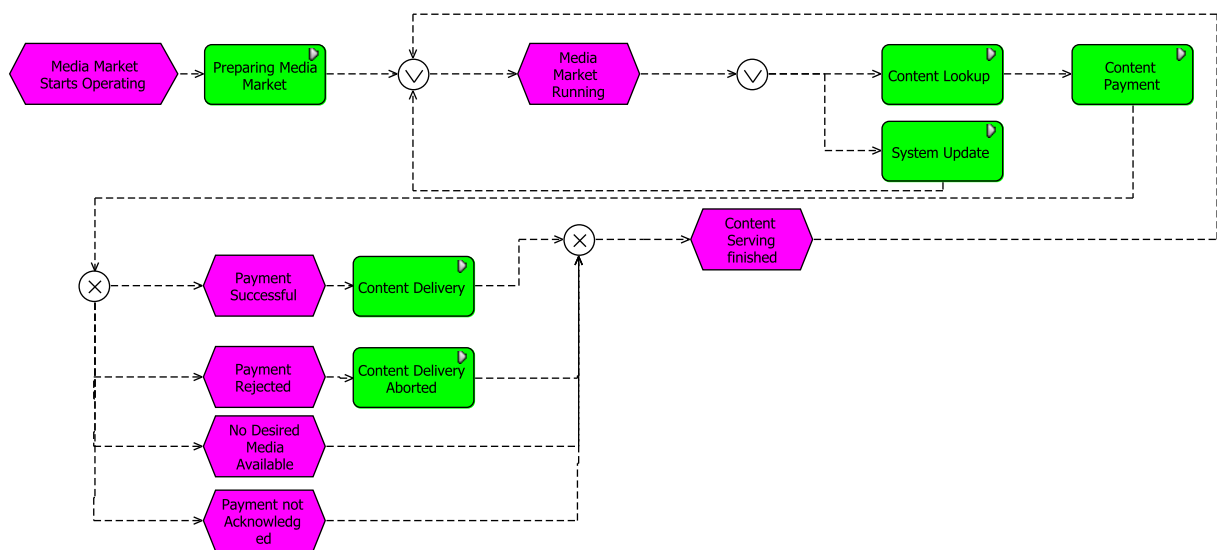 Media Market
Starts Operating
Preparing Media
Market
Media
Market
Running
Content Lookup
Content
Payment
System Update
Content
Serving
finished
Payment
Successful
Content Delivery
Payment
Rejected
Content Delivery
Aborted
No Desired
Media
Available
Payment not
Acknowledg
ed